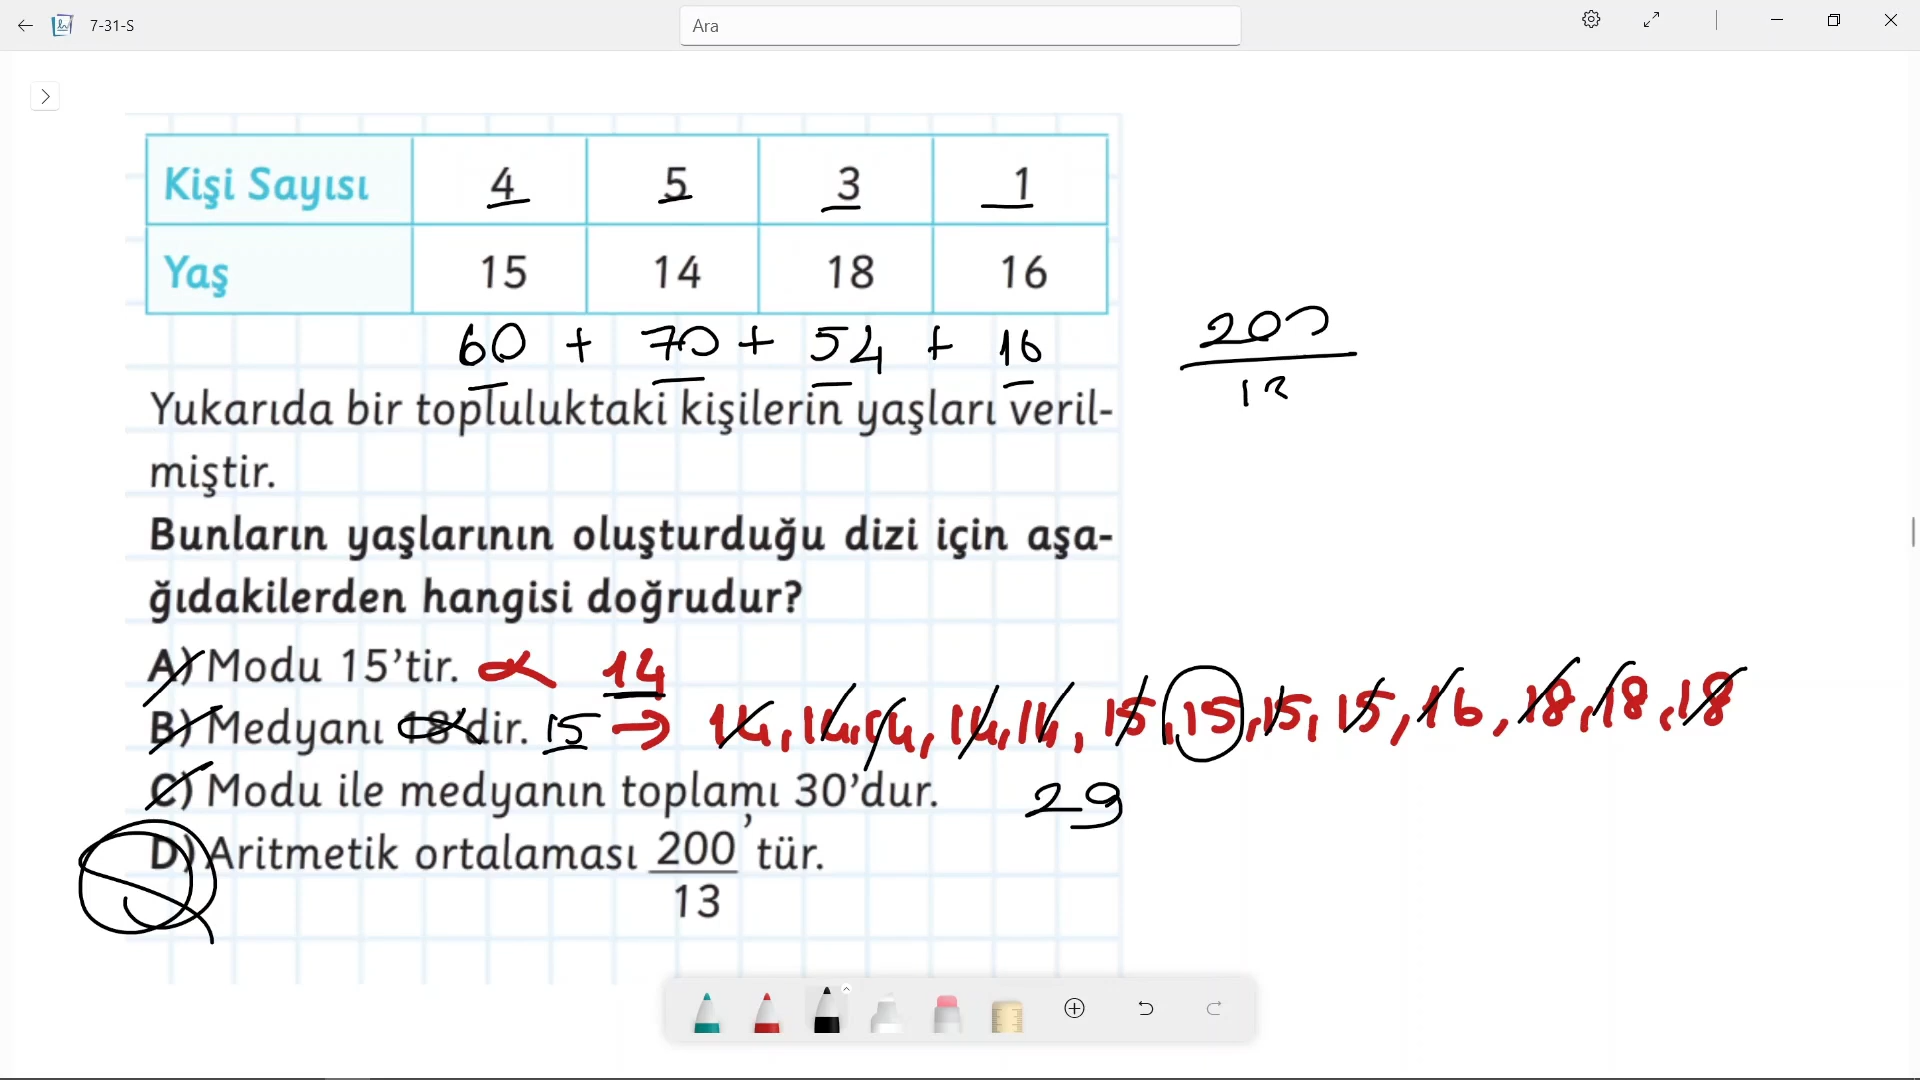 7-31-S
Ara
Kişi Sayısı 4 5 3 1
Yaş 15 14 18 16
60 + 70 + 54 + 16
200
13
Yukarıda bir topluluktaki kişilerin yaşları veril-
miştir.
Bunların yaşlarının oluşturduğu dizi için aşa-
ğıdakilerden hangisi doğrudur?
A) Modu 15’tir. 14
B) Medyanı 18’dir. 15 → 14, 14, 14, 14, 14, 15, 15, 15, 15, 16, 18, 18, 18
C) Modu ile medyanın toplamı 30’dur. 29
D) Aritmetik ortalaması 200’tür.
13